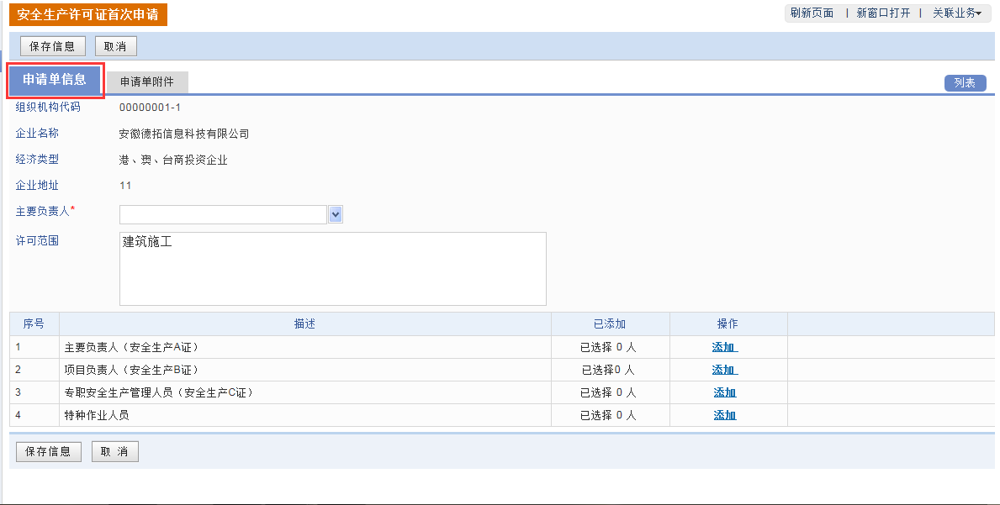 安全生产许可证首次申请
刷新页面 | 新窗口打开 | 关联业务
保存信息 取消
申请单信息 申请单附件 列表
组织机构代码 00000001-1
企业名称 安徽德拓信息科技有限公司
经济类型 港、澳、台商投资企业
企业地址 11
主要负责人*
许可范围 建筑施工
序号 描述 已添加 操作
1 主要负责人（安全生产A证） 已选择 0 人 添加
2 项目负责人（安全生产B证） 已选择0 人 添加
3 专职安全生产管理人员（安全生产C证） 已选择 0 人 添加
4 特种作业人员 已选择 0 人 添加
保存信息 取 消